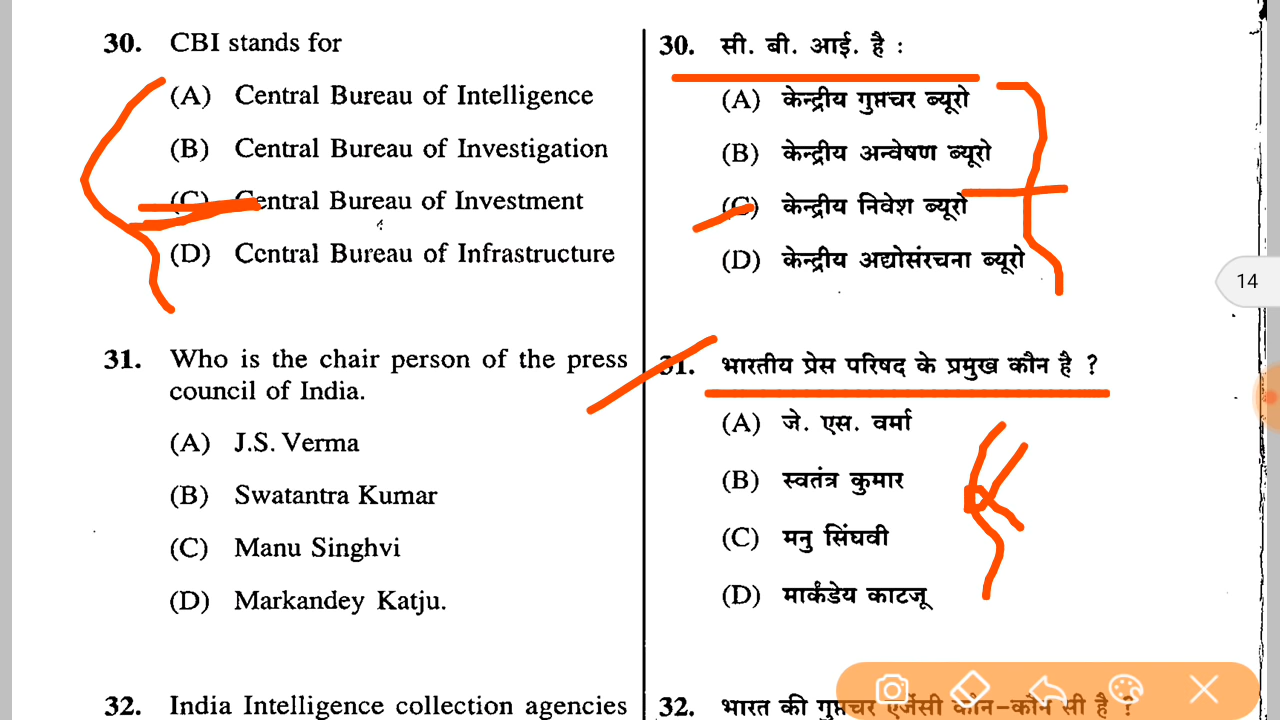 30. CBI stands for
(A) Central Bureau of Intelligence
(B) Central Bureau of Investigation
(C) Central Bureau of Investment
(D) Central Bureau of Infrastructure
31. Who is the chair person of the press
council of India.
(A) J.S. Verma
(B) Swatantra Kumar
(C) Manu Singhvi
(D) Markandey Katju.
32. India Intelligence collection agencies
30. सी. बी. आई. है :
(A) केन्द्रीय गुप्तचर ब्यूरो
(B) केन्द्रीय अन्वेषण ब्यूरो
(C) केन्द्रीय निवेश ब्यूरो
(D) केन्द्रीय अद्योसंरचना ब्यूरो
31. भारतीय प्रेस परिषद के प्रमुख कौन है ?
(A) जे. एस. वर्मा
(B) स्वतंत्र कुमार
(C) मनु सिंघवी
(D) मार्कंडेय काटजू
32. भारत की गुप्तचर एजेंसी कौन-कौन सी है ?
14